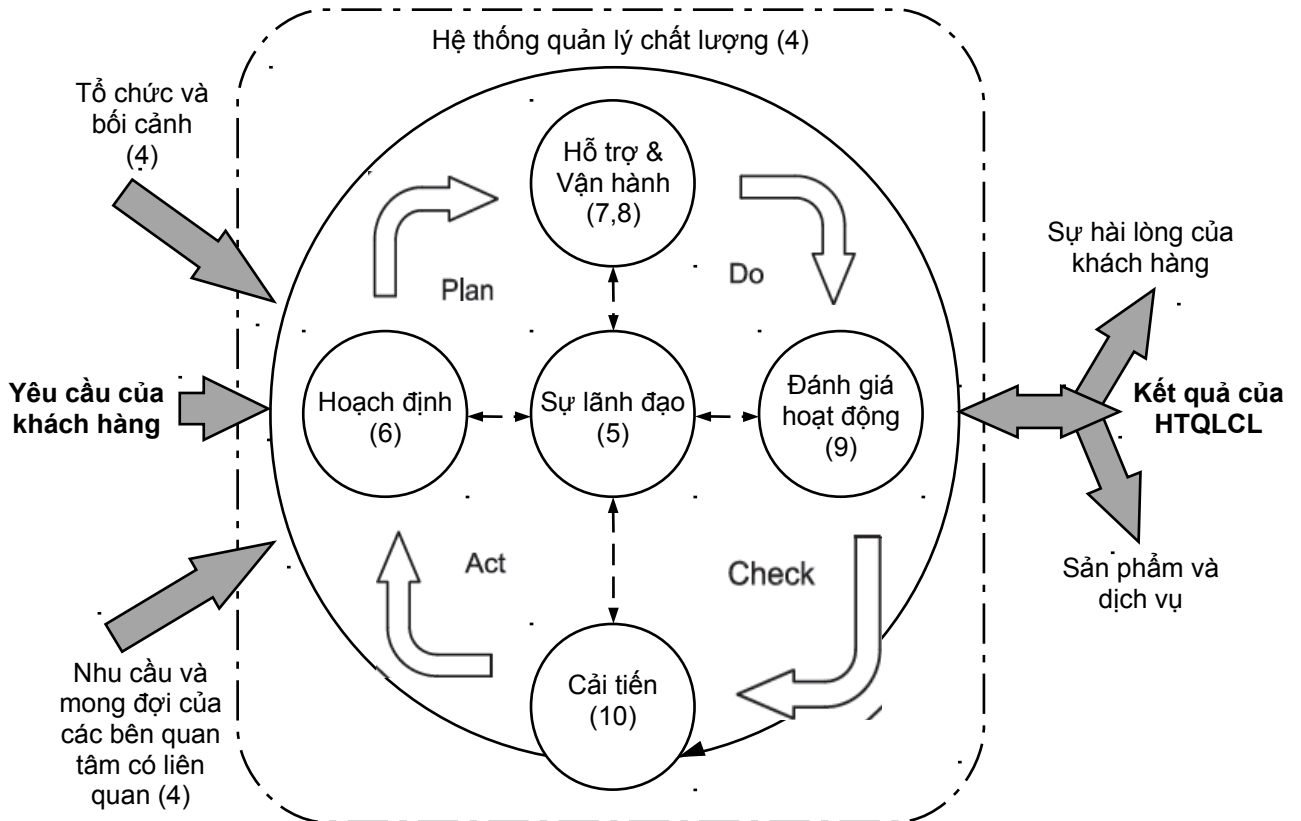 Hệ thống quản lý chất lượng (4)
Tổ chức và
bối cảnh
(4)
Hỗ trợ &
Vận hành
(7,8)
Plan
Do
Sự hài lòng của
khách hàng
Yêu cầu của
khách hàng
Hoạch định
(6)
Sự lãnh đạo
(5)
Đánh giá
hoạt động
(9)
Kết quả của
HTQLCL
Act
Check
Sản phẩm và
dịch vụ
Nhu cầu và
mong đợi của
các bên quan
tâm có liên
quan (4)
Cải tiến
(10)